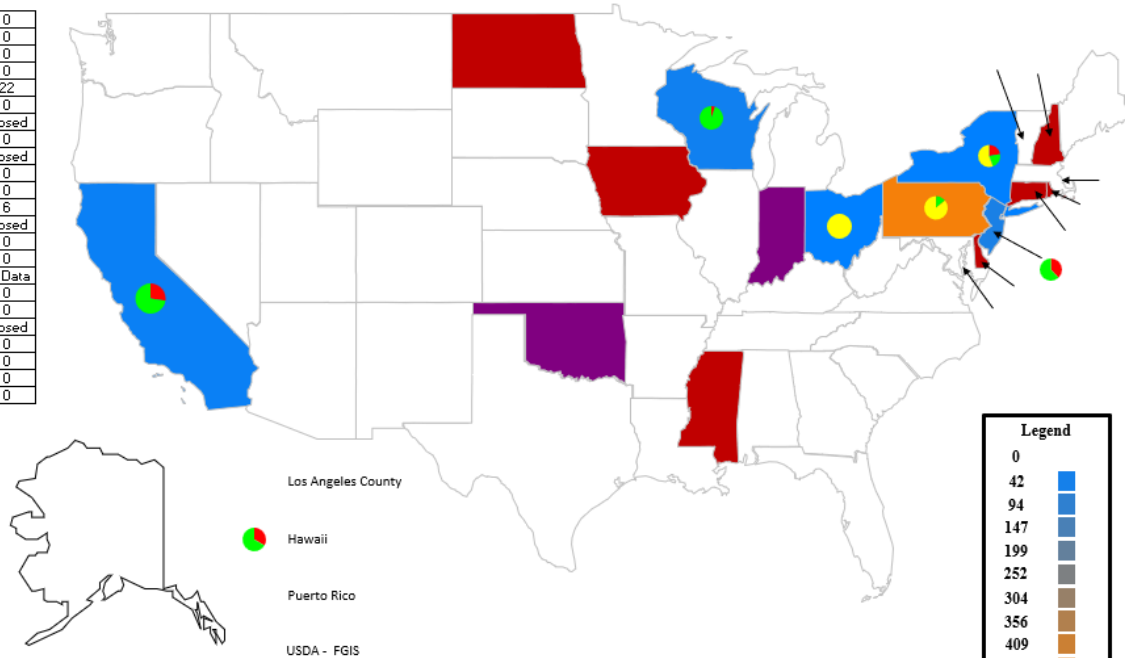 0
0
0
0
22
0
osed
0
osed
0
0
6
osed
0
0
Data
0
0
osed
0
0
0
0
Los Angeles County
Hawaii
Puerto Rico
USDA - FGIS
Legend
0
42
94
147
199
252
304
356
409